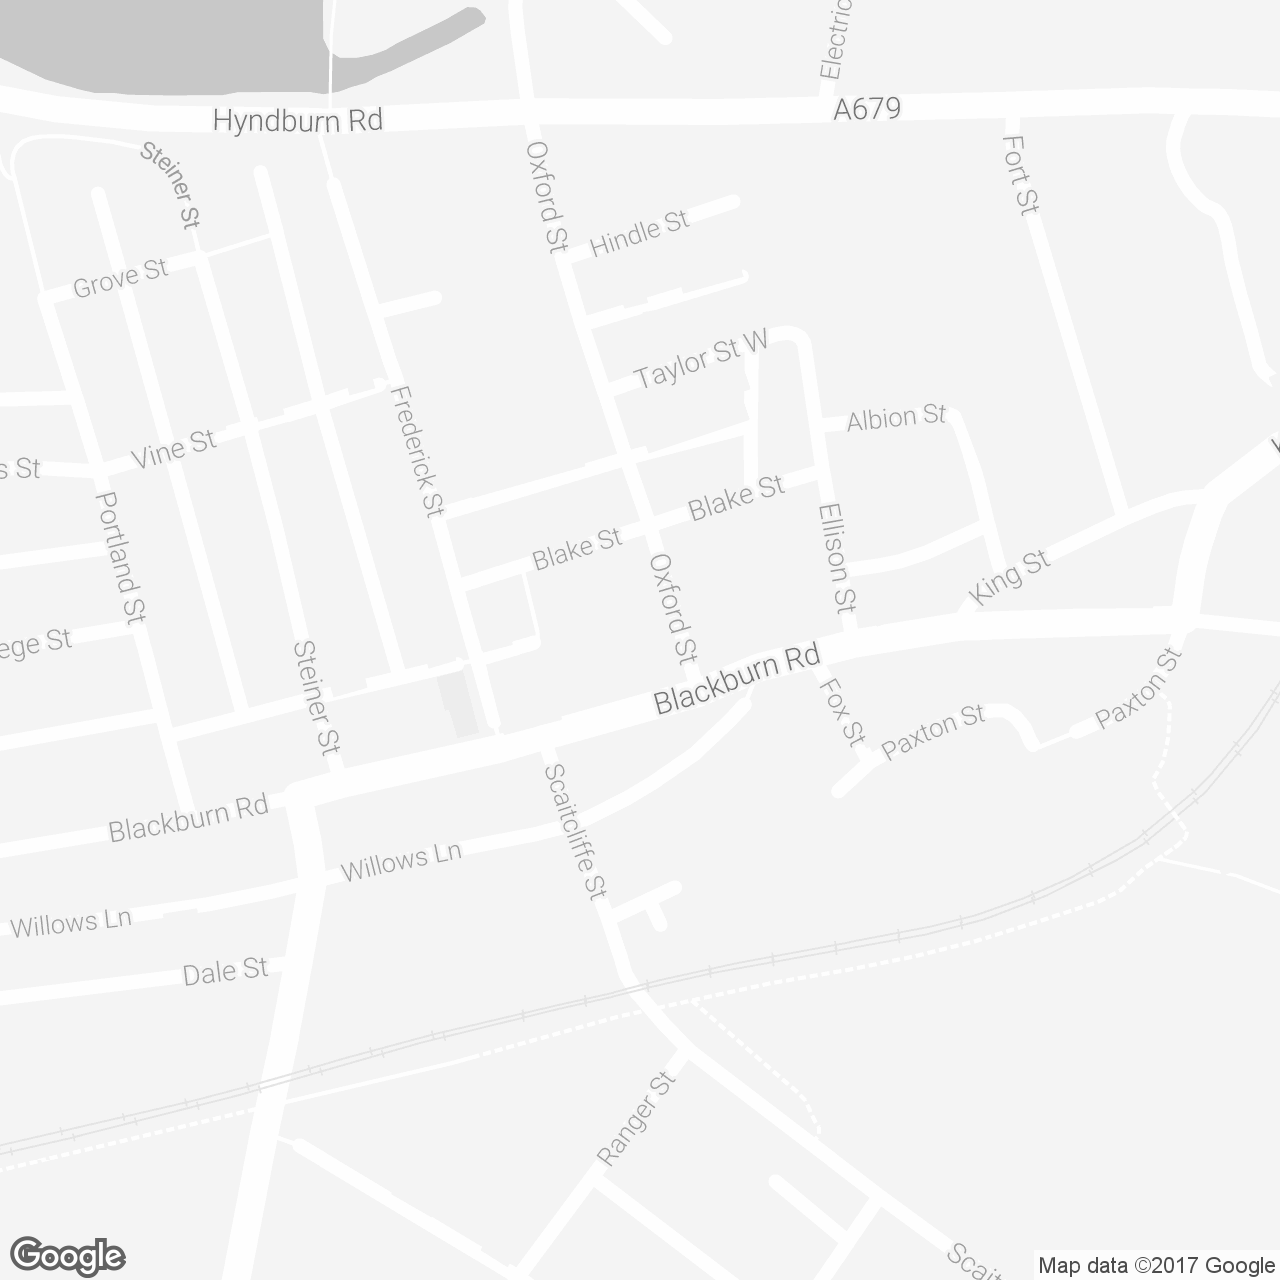 Electric
Hyndburn Rd
A679
Steiner St
Oxford St
Fort St
Hindle St
Grove St
Taylor St W
Albion St
Frederick St
Vine St
s St
K
Portland St
Blake St
Blake St
Ellison St
Oxford St
King St
ege St
Steiner St
Blackburn Rd
Fox St
Paxton St
Paxton St
Scaitcliffe St
Blackburn Rd
Willows Ln
Willows Ln
Dale St
Ranger St
Scaitc
Google
Map data ©2017 Google